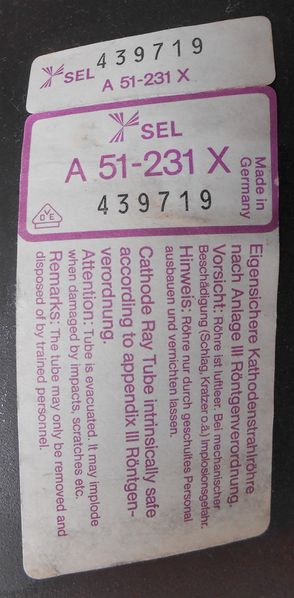 SEL 439719
A 51-231 X
SEL
A 51-231 X
439719
Made in
Germany
VDE
Eigensichere Kathodenstrahlröhre
nach Anlage III Röntgenverordnung.
Vorsicht: Röhre ist luftleer. Bei mechanischer
Beschädigung (Schlag, Kratzer o.ä.) Implosionsgefahr.
Hinweis: Röhre nur durch geschultes Personal
ausbauen und vernichten lassen.
Cathode Ray Tube intrinsically safe
according to appendix III Röntgen-
verordnung.
Attention: Tube is evacuated. It may implode
when damaged by impacts, scratches etc.
Remarks: The tube may only be removed and
disposed of by trained personnel.